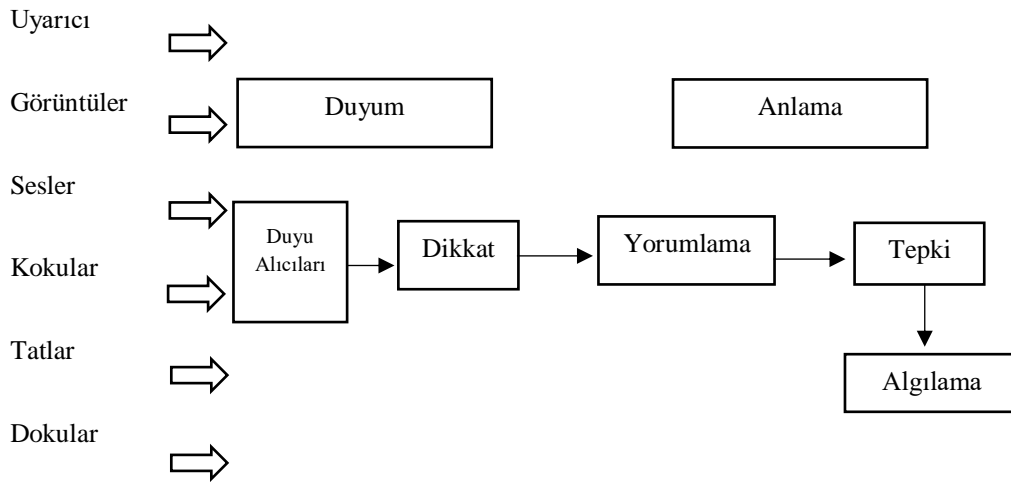 Uyarıcı
Görüntüler
Duyum
Anlama
Sesler
Duyu
Alıcıları
Dikkat
Yorumlama
Tepki
Kokular
Tatlar
Algılama
Dokular